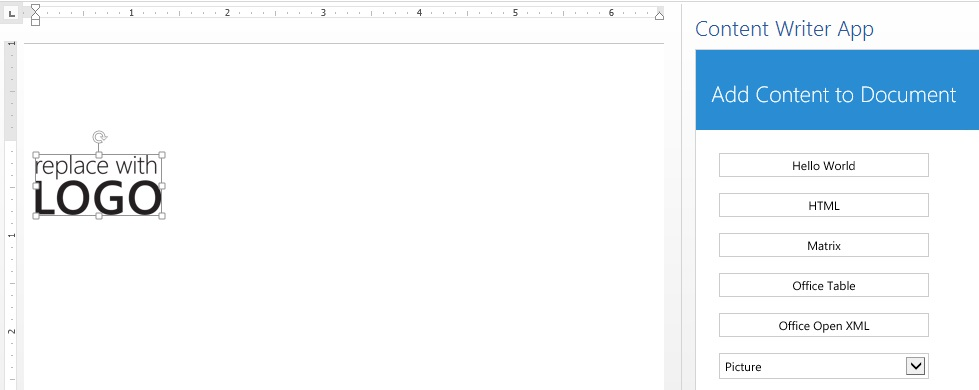 1 2 3 4 5 6
Content Writer App
1
Add Content to Document
replace with
LOGO
Hello World
HTML
1
Matrix
Office Table
2
Office Open XML
Picture